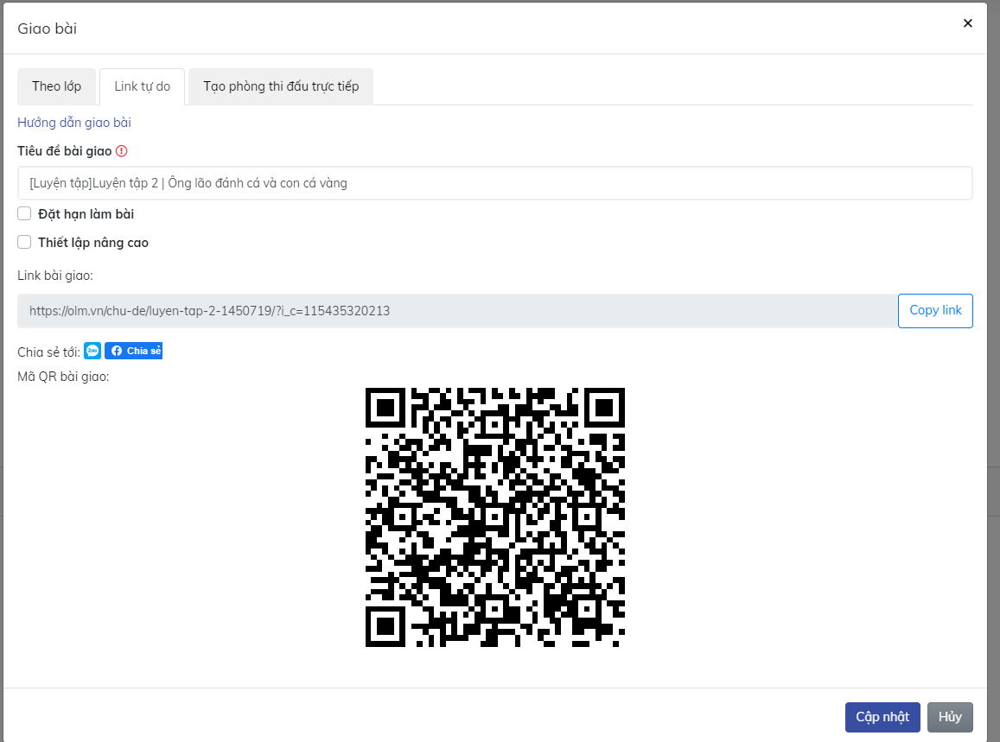 Giao bài
×
Theo lớp Link tự do Tạo phòng thi đấu trực tiếp
Hướng dẫn giao bài
Tiêu đề bài giao
[Luyện tập]Luyện tập 2 | Ông lão đánh cá và con cá vàng
Đặt hạn làm bài
Thiết lập nâng cao
Link bài giao:
https://olm.vn/chu-de/luyen-tap-2-1450719/?i_c=115435320213 Copy link
Chia sẻ tới: Zalo Chia sẻ
Mã QR bài giao:
Cập nhật Hủy